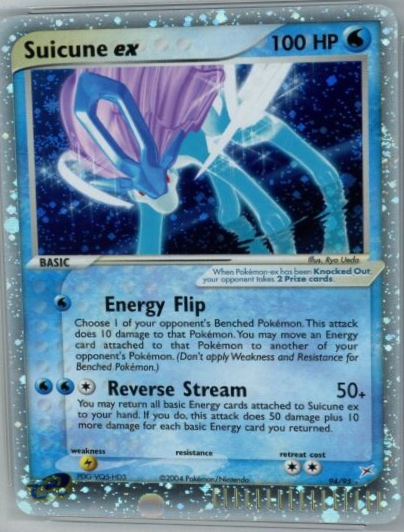 Suicune ex
100 HP
BASIC
Illus. Ryo Ueda
When Pokémon-ex has been Knocked Out
your opponent takes 2 Prize cards.
Energy Flip
Choose 1 of your opponent's Benched Pokémon. This attack
does 10 damage to that Pokémon. You may move an Energy
card attached to that Pokémon to another of your
opponent's Pokémon. (Don't apply Weakness and Resistance for
Benched Pokémon.)
Reverse Stream 50+
You may return all basic Energy cards attached to Suicune ex
to your hand. If you do, this attack does 50 damage plus 10
more damage for each basic Energy card you returned.
weakness resistance retreat cost
©2004 Pokémon/Nintendo
94/95